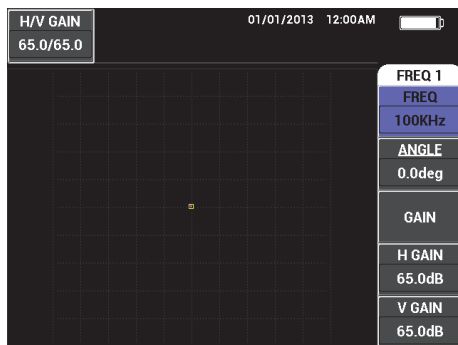 H/V GAIN
01/01/2013 12:00AM
65.0/65.0
FREQ 1
FREQ
100KHz
ANGLE
0.0deg
GAIN
H GAIN
65.0dB
V GAIN
65.0dB